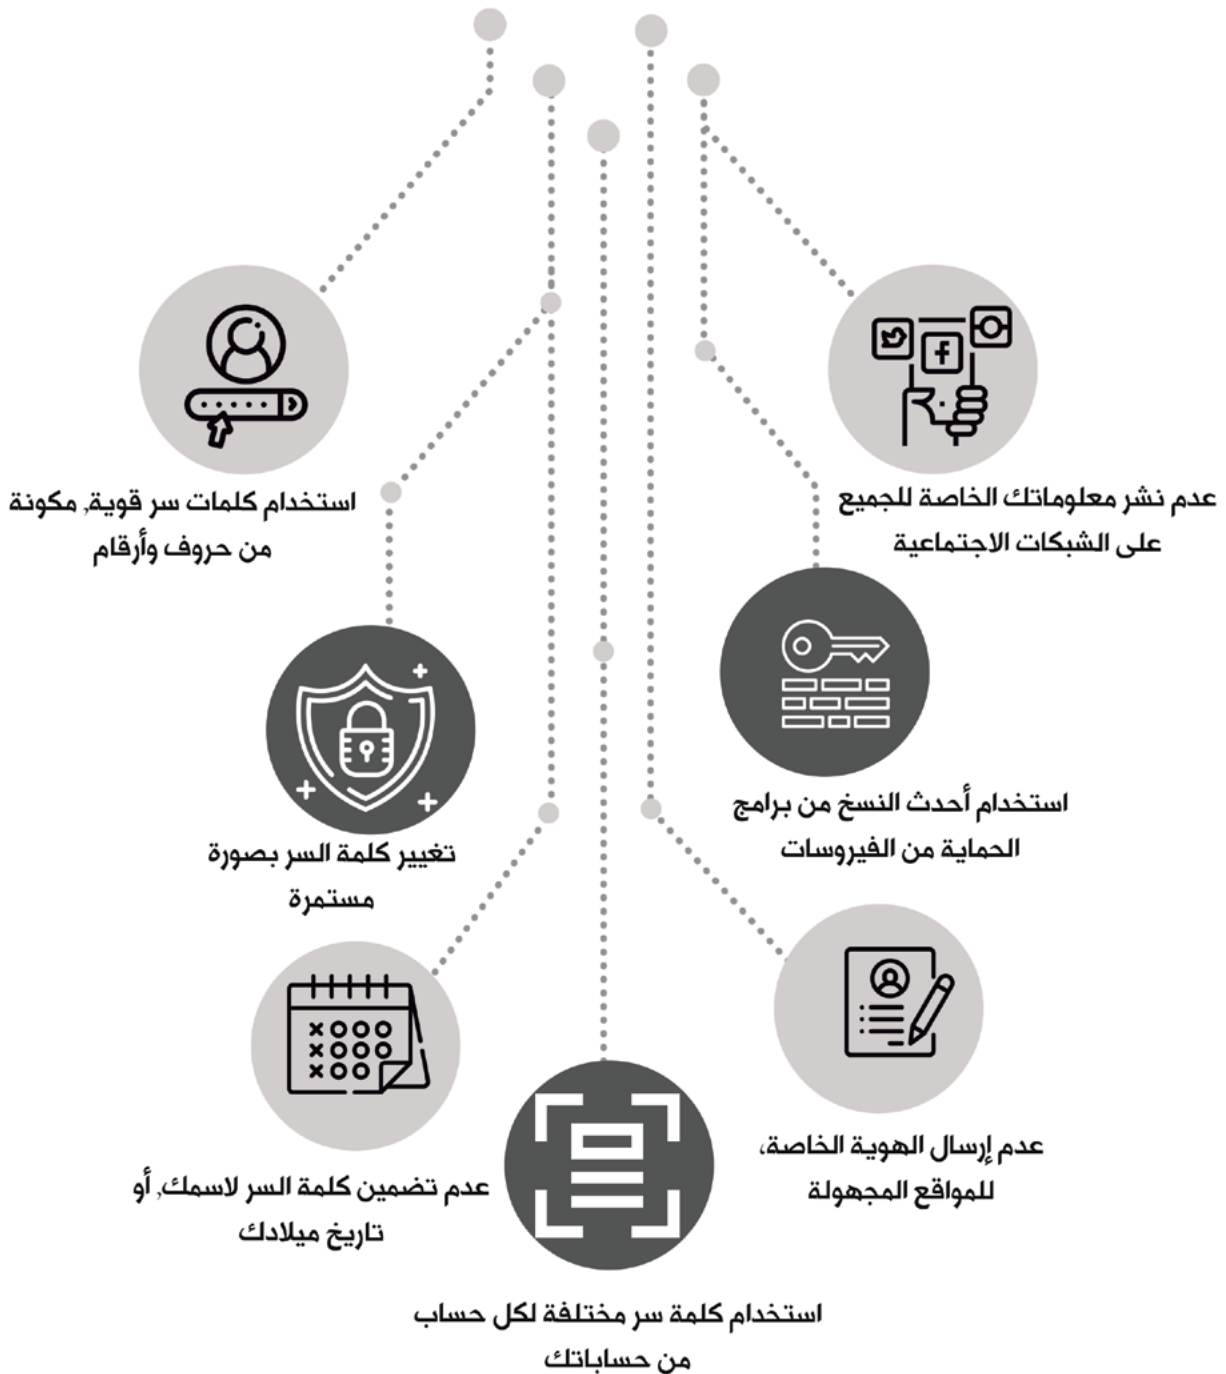 عدم نشر معلوماتك الخاصة للجميع
على الشبكات الاجتماعية
استخدام كلمات سر قوية, مكونة
من حروف وأرقام
استخدام أحدث النسخ من برامج
الحماية من الفيروسات
تغيير كلمة السر بصورة
مستمرة
عدم إرسال الهوية الخاصة،
للمواقع المجهولة
عدم تضمين كلمة السر لاسمك, أو
تاريخ ميلادك
استخدام كلمة سر مختلفة لكل حساب
من حساباتك